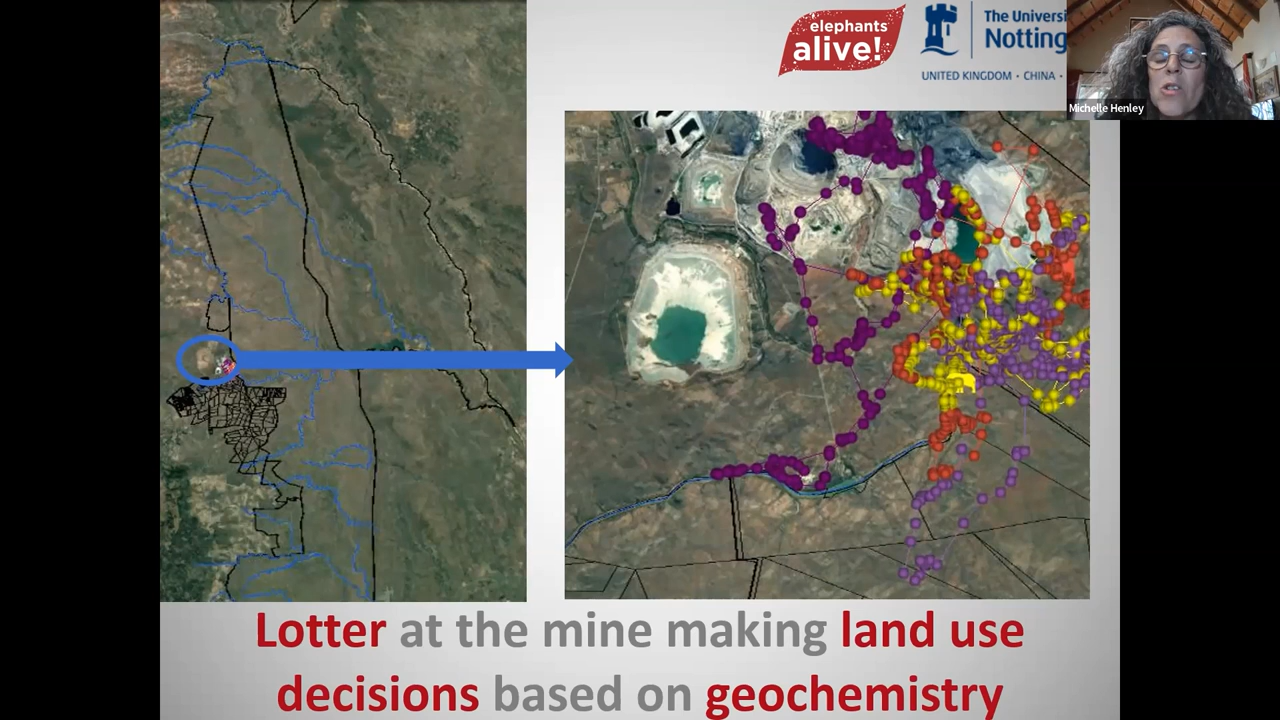 elephants
alive!
The Universi
Notting
UNITED KINGDOM · CHINA ·
Michelle Henley
Lotter at the mine making land use
decisions based on geochemistry